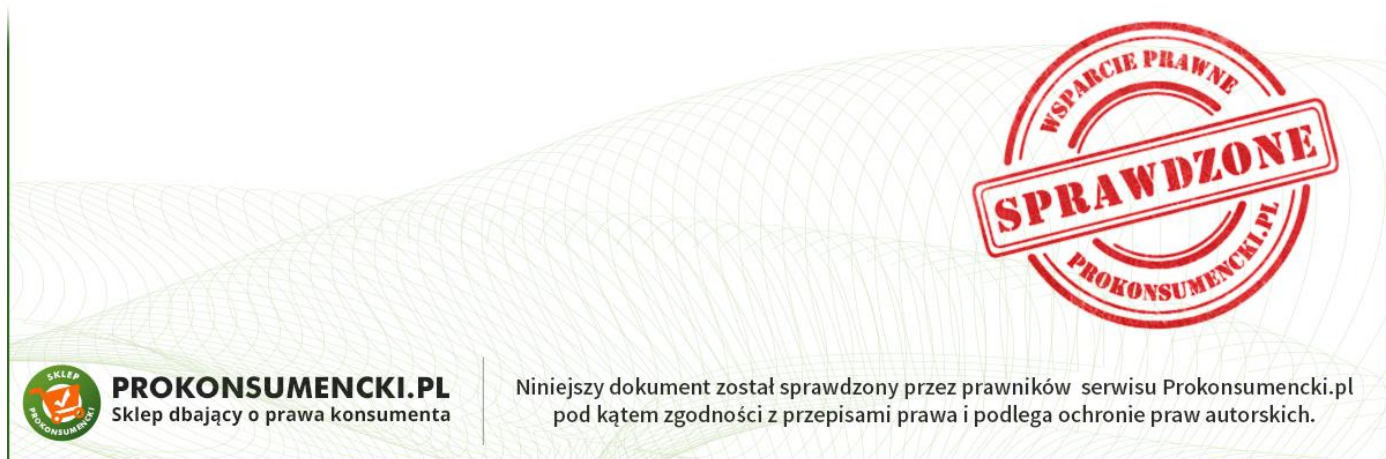 WSPARCIE PRAWNE
SPRAWDZONE
PROKONSUMENCKI.PL
SKLEP
PROKONSUMENCKI
PROKONSUMENCKI.PL
Sklep dbający o prawa konsumenta
Niniejszy dokument został sprawdzony przez prawników serwisu Prokonsumencki.pl
pod kątem zgodności z przepisami prawa i podlega ochronie praw autorskich.